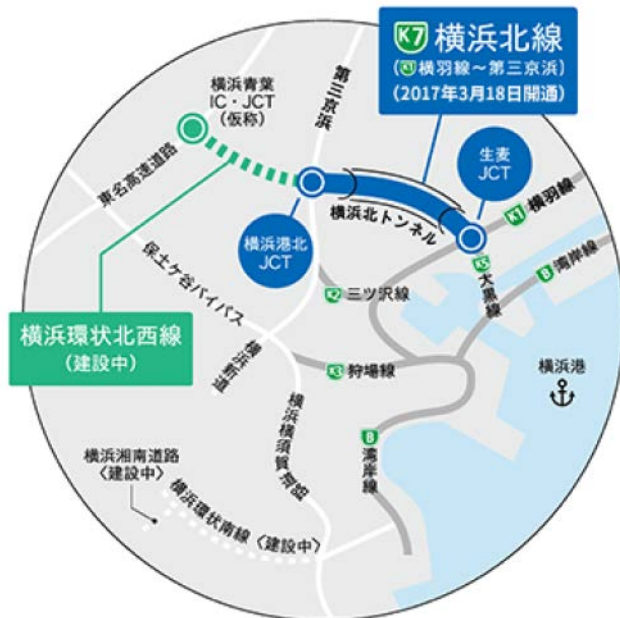 K7 横浜北線
(K1 横羽線～第三京浜)
(2017年3月18日開通)
横浜青葉
IC・JCT
(仮称)
第三京浜
東名高速道路
生麦
JCT
横浜北トンネル
K1 横羽線
横浜港北
JCT
K5 大黒線
B 湾岸線
保土ケ谷バイパス
K2 三ツ沢線
横浜環状北西線
(建設中)
横浜新道
K3 狩場線
横浜港
横浜横須賀
B 湾岸線
横浜湘南道路
〈建設中〉
横浜環状南線〈建設中〉